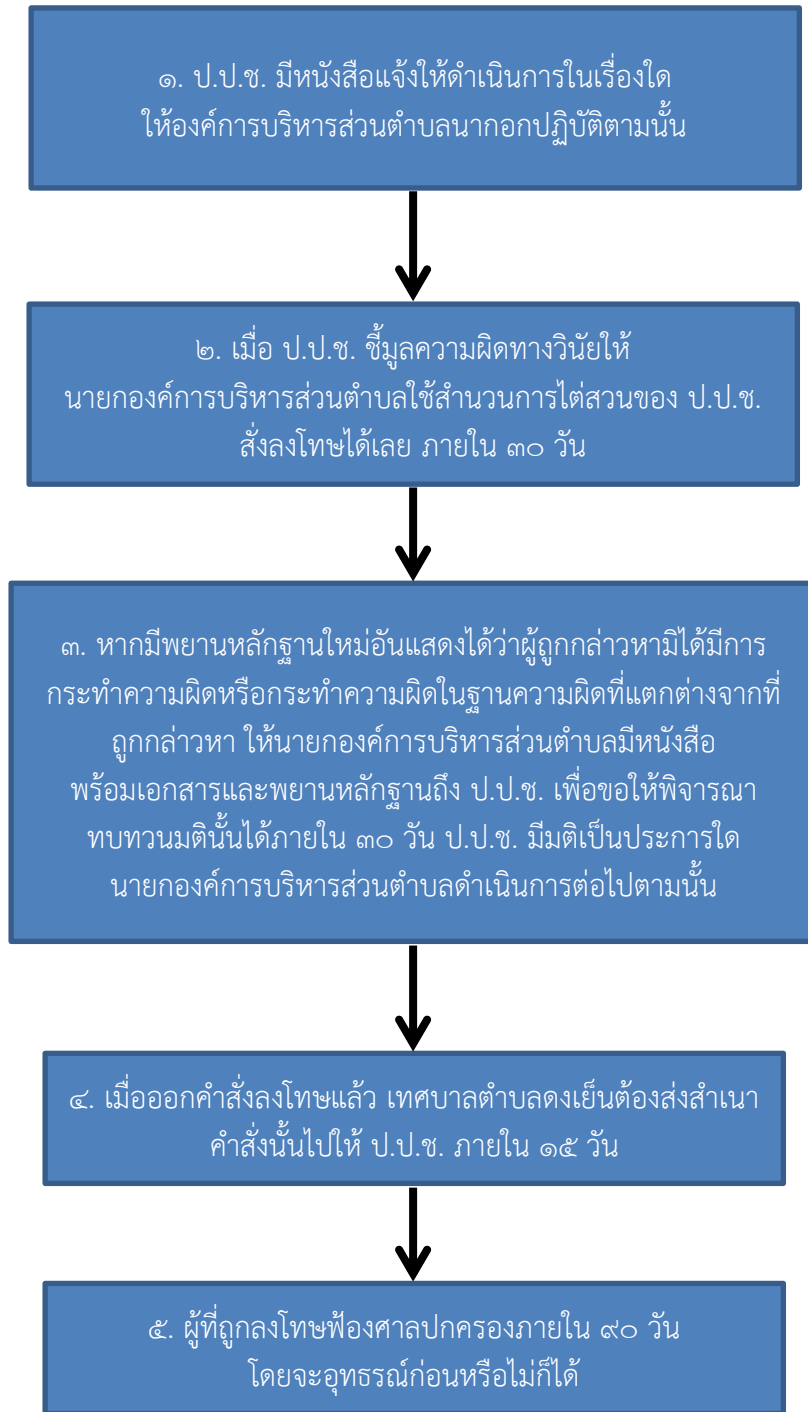 ๑. ป.ป.ช. มีหนังสือแจ้งให้ดำเนินการในเรื่องใด
ให้องค์การบริหารส่วนตำบลนากอกปฏิบัติตามนั้น
๒. เมื่อ ป.ป.ช. ชี้มูลความผิดทางวินัยให้
นายกองค์การบริหารส่วนตำบลใช้สำนวนการไต่สวนของ ป.ป.ช.
สั่งลงโทษได้เลย ภายใน ๓๐ วัน
๓. หากมีพยานหลักฐานใหม่อันแสดงได้ว่าผู้ถูกกล่าวหามิได้มีการ
กระทำความผิดหรือกระทำความผิดในฐานความผิดที่แตกต่างจากที่
ถูกกล่าวหา ให้นายกองค์การบริหารส่วนตำบลมีหนังสือ
พร้อมเอกสารและพยานหลักฐานถึง ป.ป.ช. เพื่อขอให้พิจารณา
ทบทวนมตินั้นได้ภายใน ๓๐ วัน ป.ป.ช. มีมติเป็นประการใด
นายกองค์การบริหารส่วนตำบลดำเนินการต่อไปตามนั้น
๔. เมื่อออกคำสั่งลงโทษแล้ว เทศบาลตำบลดงเย็นต้องส่งสำเนา
คำสั่งนั้นไปให้ ป.ป.ช. ภายใน ๑๕ วัน
๕. ผู้ที่ถูกลงโทษฟ้องศาลปกครองภายใน ๙๐ วัน
โดยจะอุทธรณ์ก่อนหรือไม่ก็ได้